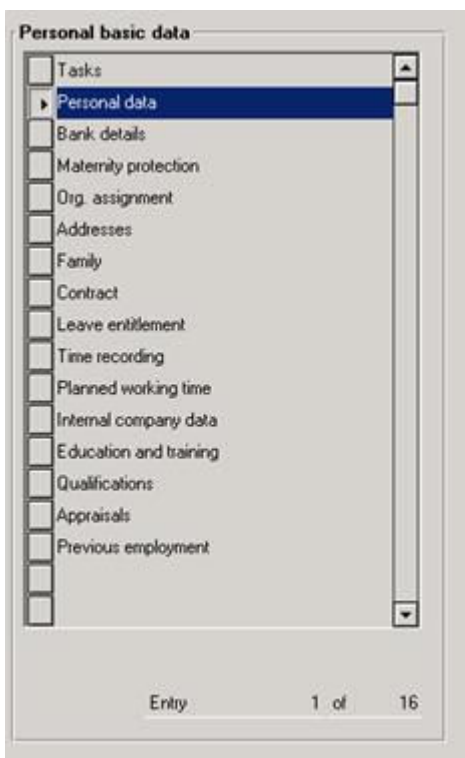 Personal basic data
Tasks
Personal data
Bank details
Maternity protection
Org. assignment
Addresses
Family
Contract
Leave entitlement
Time recording
Planned working time
Internal company data
Education and training
Qualifications
Appraisals
Previous employment
Entry 1 of 16